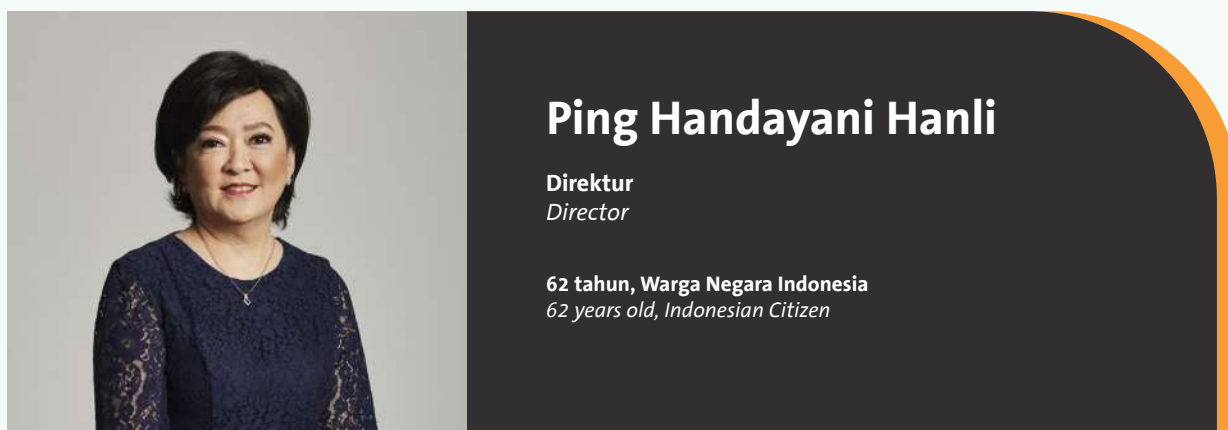 Ping Handayani Hanli
Direktur
Director
62 tahun, Warga Negara Indonesia
62 years old, Indonesian Citizen